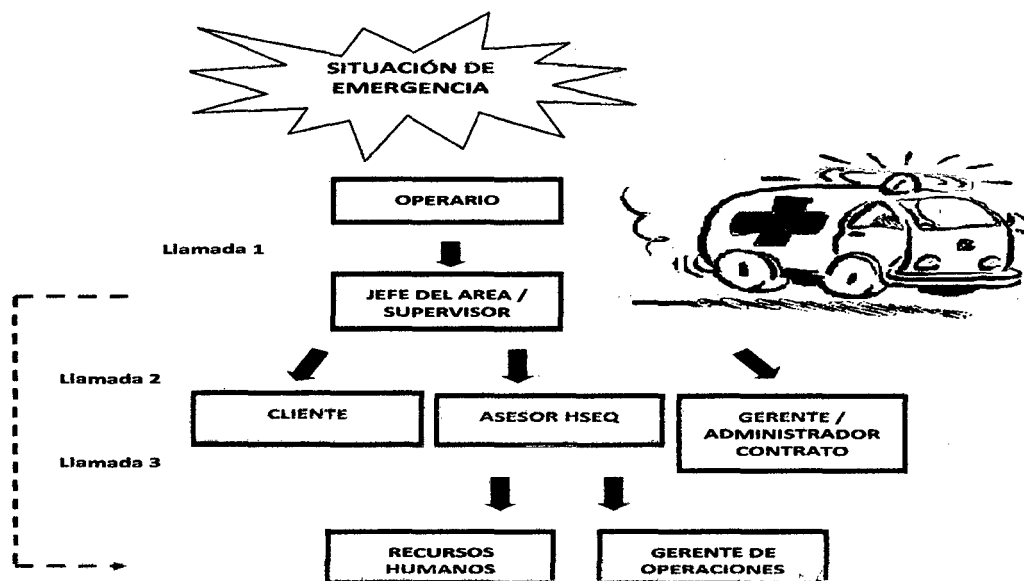 SITUACIÓN DE
EMERGENCIA
OPERARIO
Llamada 1
JEFE DEL AREA /
SUPERVISOR
Llamada 2
CLIENTE
ASESOR HSEQ
GERENTE /
ADMINISTRADOR
CONTRATO
Llamada 3
RECURSOS
HUMANOS
GERENTE DE
OPERACIONES